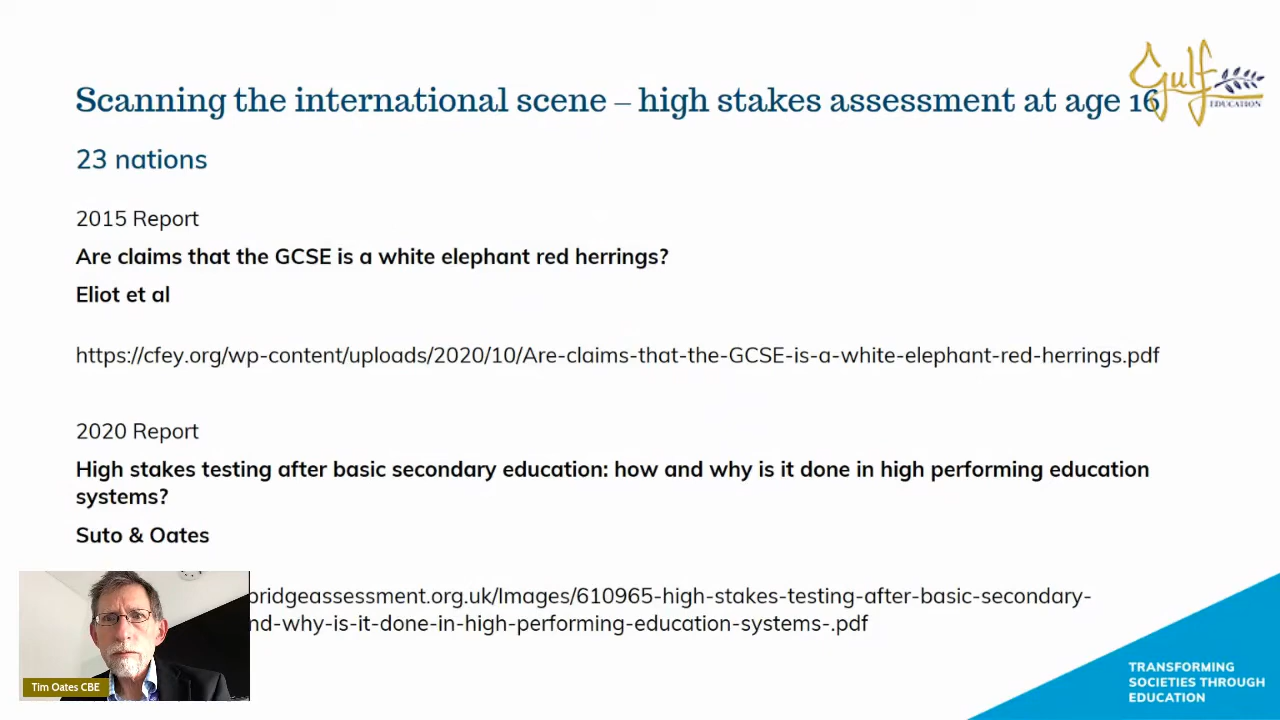 Scanning the international scene – high stakes assessment at age 16
Gulf
EDUCATION
23 nations
2015 Report
Are claims that the GCSE is a white elephant red herrings?
Eliot et al
https://cfey.org/wp-content/uploads/2020/10/Are-claims-that-the-GCSE-is-a-white-elephant-red-herrings.pdf
2020 Report
High stakes testing after basic secondary education: how and why is it done in high performing education
systems?
Suto & Oates
bridgeassessment.org.uk/Images/610965-high-stakes-testing-after-basic-secondary-
nd-why-is-it-done-in-high-performing-education-systems-.pdf
Tim Oates CBE
TRANSFORMING
SOCIETIES THROUGH
EDUCATION